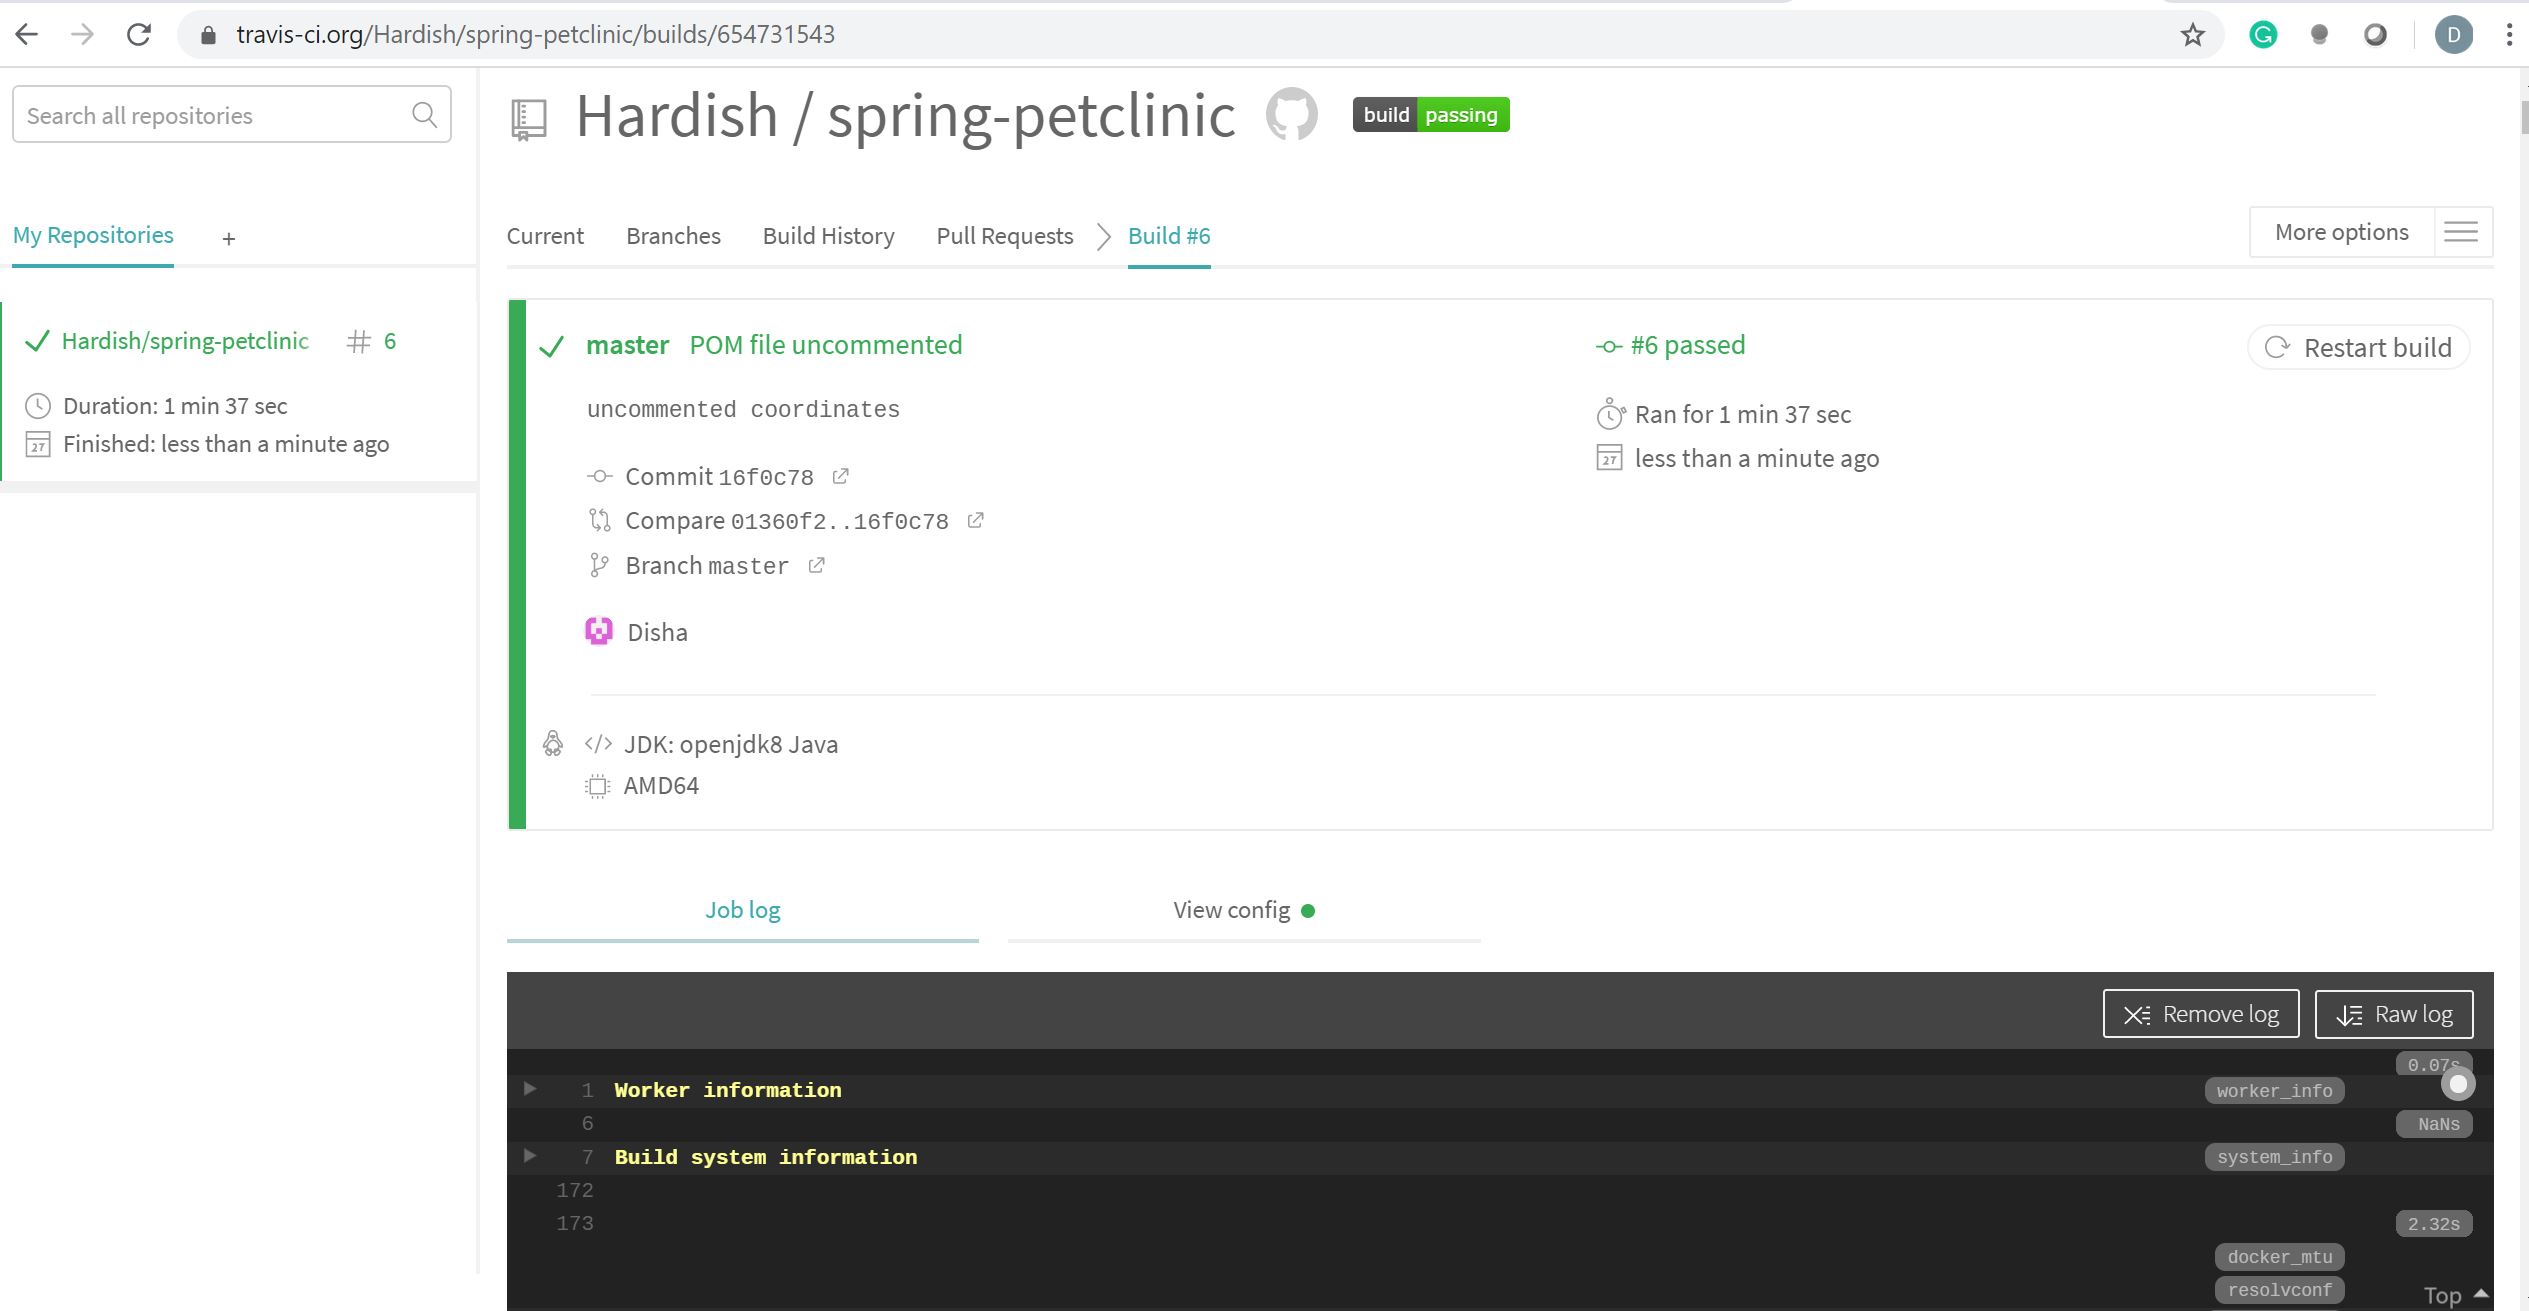 travis-ci.org/Hardish/spring-petclinic/builds/654731543
D
Search all repositories
My Repositories +
Hardish/spring-petclinic # 6
Duration: 1 min 37 sec
27 Finished: less than a minute ago
Hardish / spring-petclinic build passing
Current Branches Build History Pull Requests Build #6 More options
master POM file uncommented #6 passed Restart build
uncommented coordinates
Ran for 1 min 37 sec
27 less than a minute ago
Commit 16f0c78
Compare 01360f2..16f0c78
Branch master
Disha
</> JDK: openjdk8 Java
AMD64
Job log View config
Remove log Raw log
0.07s
1 Worker information worker_info
6 NaNs
7 Build system information system_info
172
173 2.32s
docker_mtu
resolvconf
Top